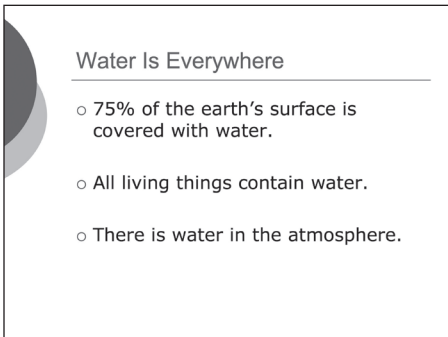 Water Is Everywhere
75% of the earth's surface is
covered with water.
All living things contain water.
There is water in the atmosphere.